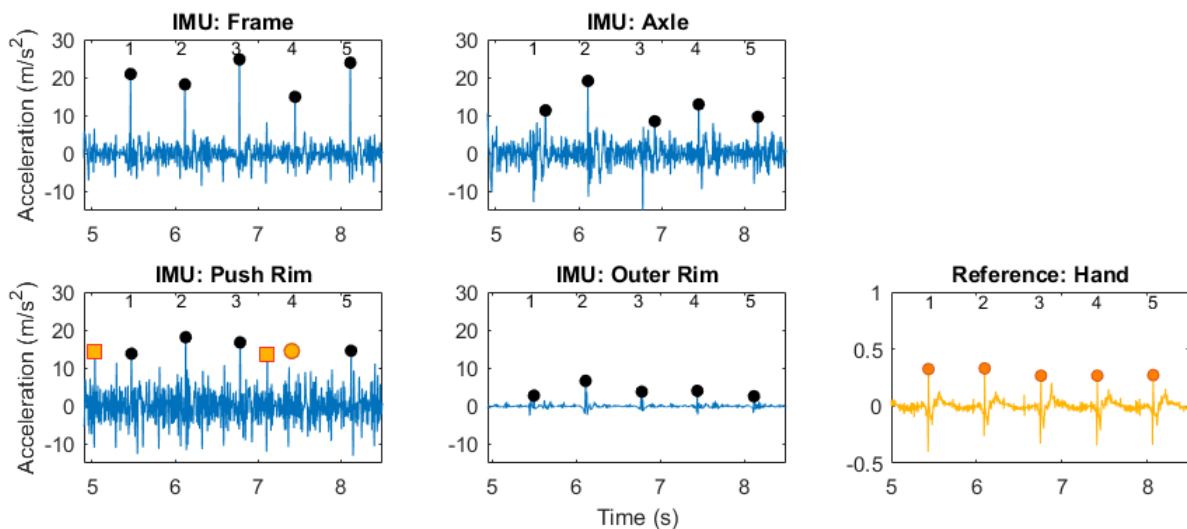 IMU: Frame
Acceleration (m/s²)
30
20
10
0
-10
1 2 3 4 5
5 6 7 8
IMU: Axle
30
20
10
0
-10
1 2 3 4 5
5 6 7 8
IMU: Push Rim
Acceleration (m/s²)
30
20
10
0
-10
1 2 3 4 5
5 6 7 8
IMU: Outer Rim
30
20
10
0
-10
1 2 3 4 5
5 6 7 8
Time (s)
Reference: Hand
1
0.5
0
-0.5
1 2 3 4 5
5 6 7 8